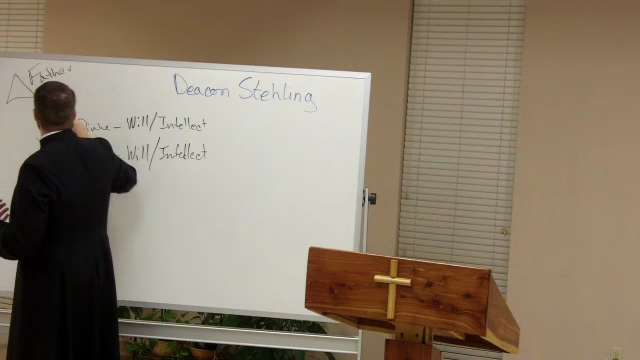 Father
Deacon Stehling
– Will/Intellect
Will/Intellect